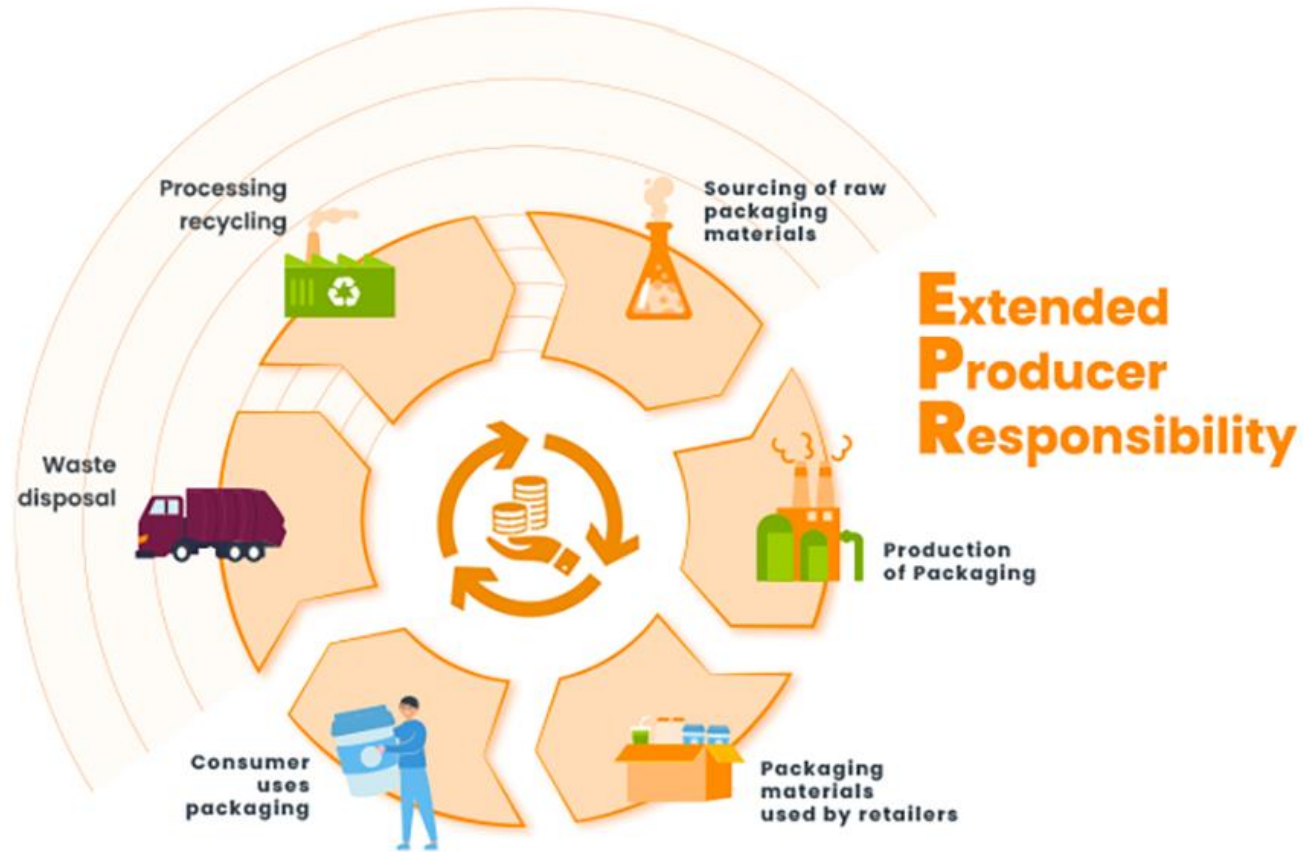 Processing
recycling
Sourcing of raw
packaging
materials
Extended
Producer
Responsibility
Waste
disposal
Production
of Packaging
Consumer
uses
packaging
Packaging
materials
used by retailers